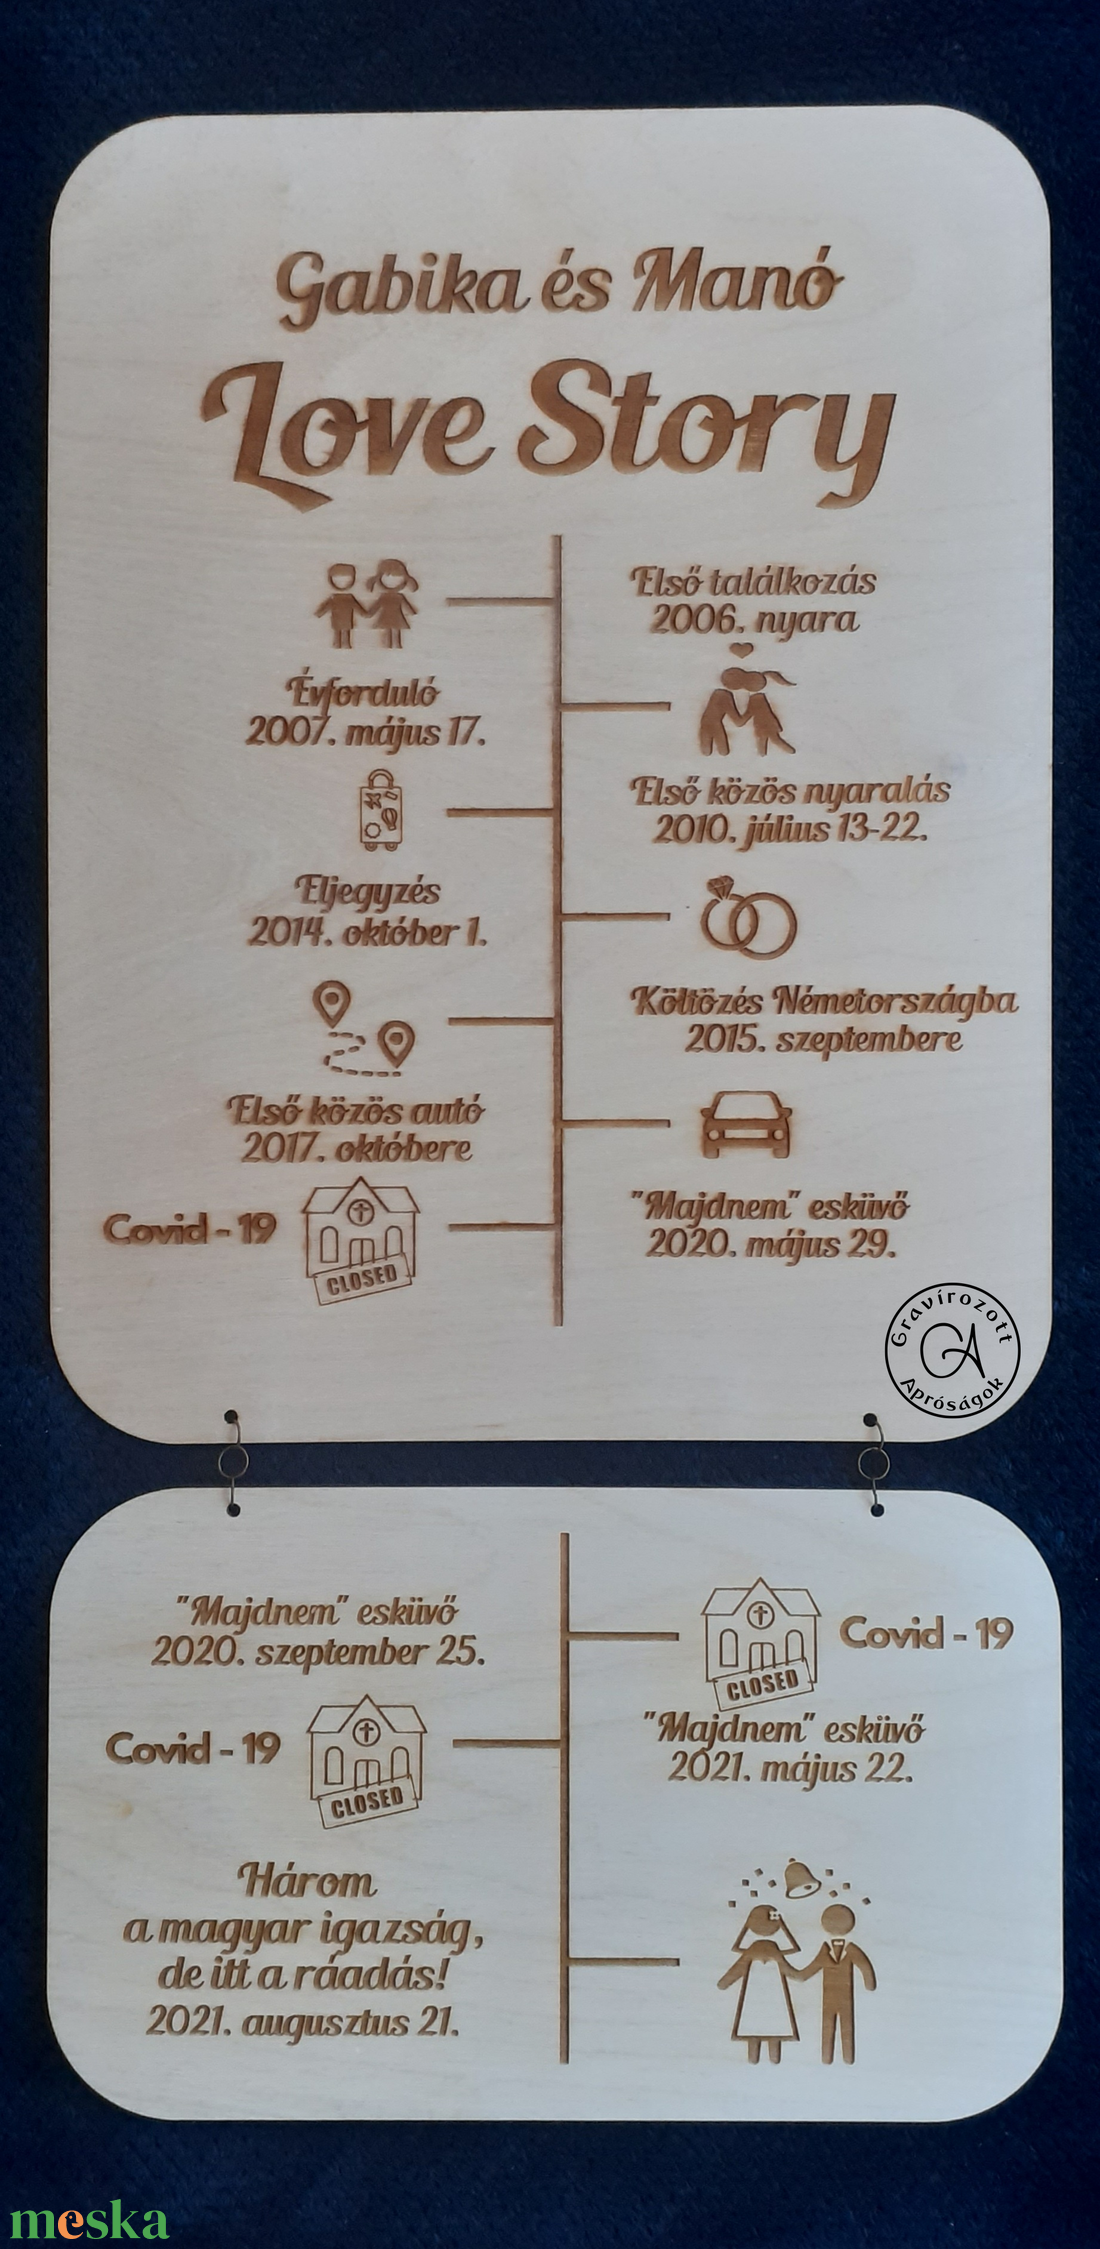 Gabika és Manó
Love Story
Első találkozás
2006. nyara
Évforduló
2007. május 17.
Első közös nyaralás
2010. július 13-22.
Eljegyzés
2014. október 1.
Költözés Németországba
2015. szeptembere
Első közös autó
2017. októbere
"Majdnem" esküvő
2020. május 29.
Covid - 19
CLOSED
Gravírozott
GA
Apróságok
"Majdnem" esküvő
2020. szeptember 25.
Covid - 19
CLOSED
"Majdnem" esküvő
2021. május 22.
Covid - 19
CLOSED
Három
a magyar igazság,
de itt a ráadás!
2021. augusztus 21.
meska